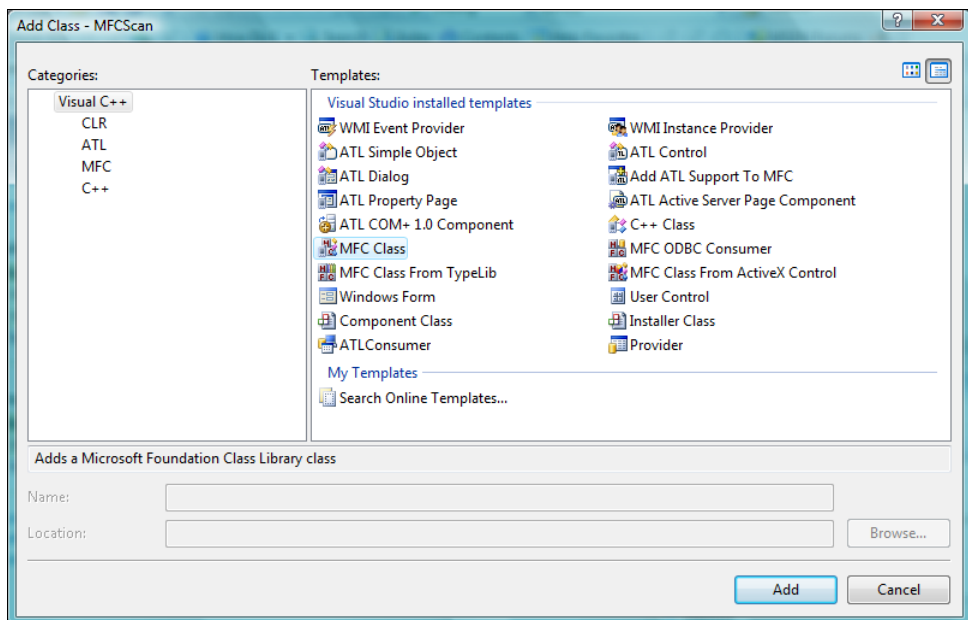 Add Class - MFCScan
Categories:
Templates:
Visual C++
CLR
ATL
MFC
C++
Visual Studio installed templates
WMI Event Provider
WMI Instance Provider
ATL Simple Object
ATL Control
ATL Dialog
Add ATL Support To MFC
ATL Property Page
ATL Active Server Page Component
ATL COM+ 1.0 Component
C++ Class
MFC Class
MFC ODBC Consumer
MFC Class From TypeLib
MFC Class From ActiveX Control
Windows Form
User Control
Component Class
Installer Class
ATLConsumer
Provider
My Templates
Search Online Templates...
Adds a Microsoft Foundation Class Library class
Name:
Location:
Browse...
Add
Cancel